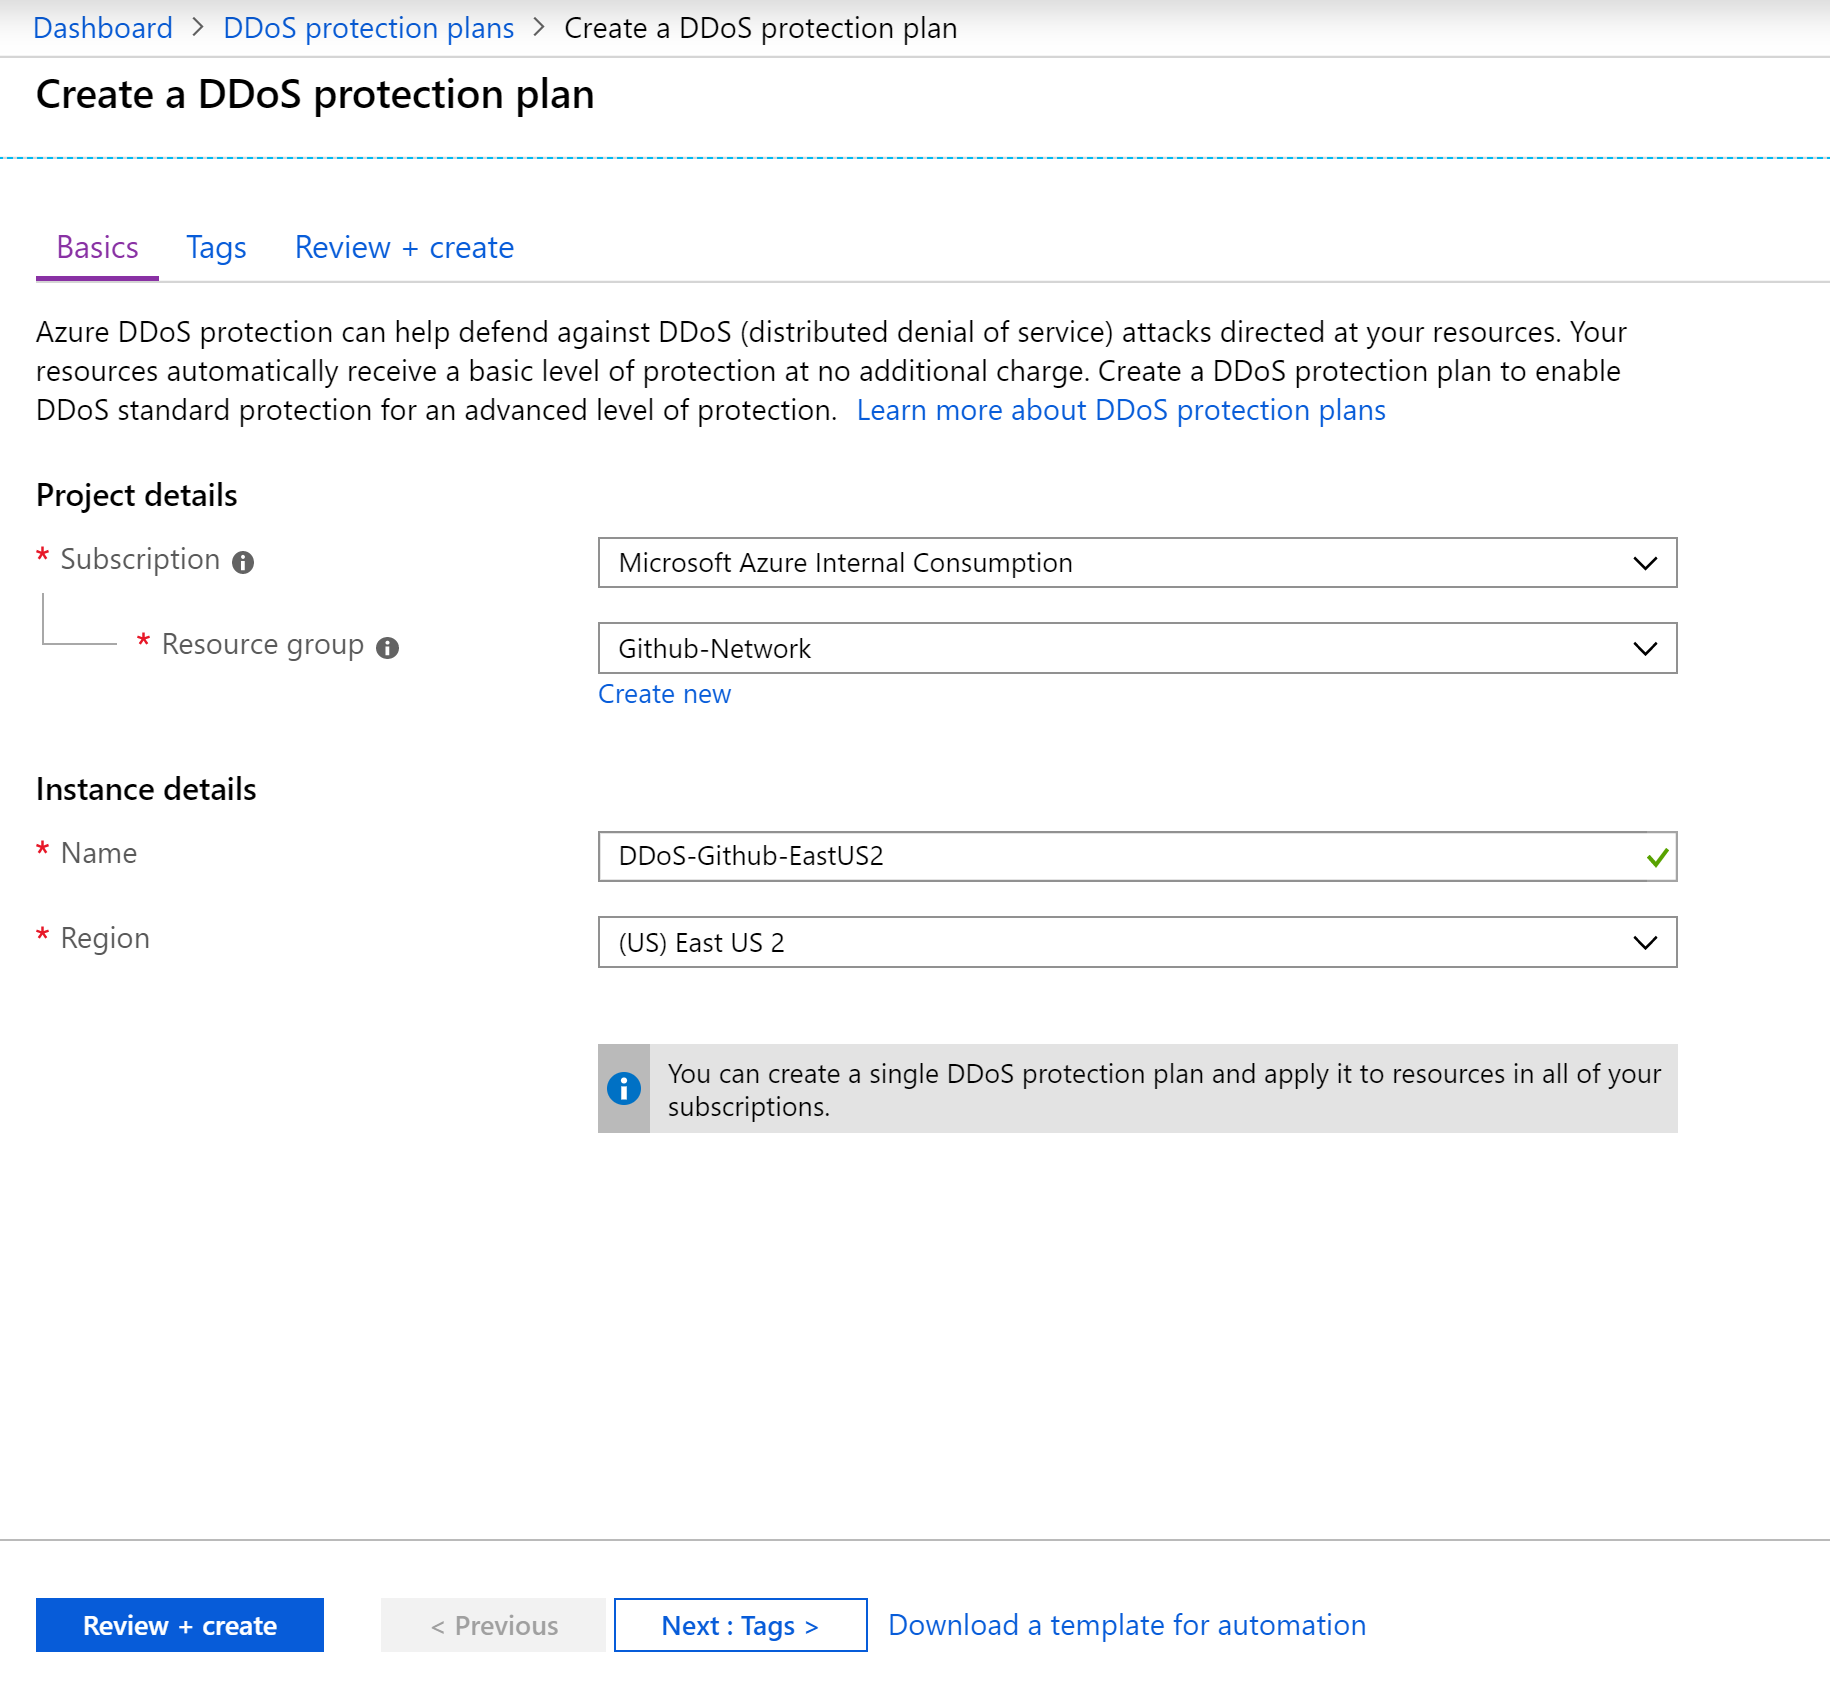 Dashboard > DDoS protection plans > Create a DDoS protection plan
Create a DDoS protection plan
Basics Tags Review + create
Azure DDoS protection can help defend against DDoS (distributed denial of service) attacks directed at your resources. Your
resources automatically receive a basic level of protection at no additional charge. Create a DDoS protection plan to enable
DDoS standard protection for an advanced level of protection. Learn more about DDoS protection plans
Project details
* Subscription
Microsoft Azure Internal Consumption
* Resource group
Github-Network
Create new
Instance details
* Name
DDoS-Github-EastUS2
* Region
(US) East US 2
You can create a single DDoS protection plan and apply it to resources in all of your
subscriptions.
Review + create < Previous Next : Tags > Download a template for automation